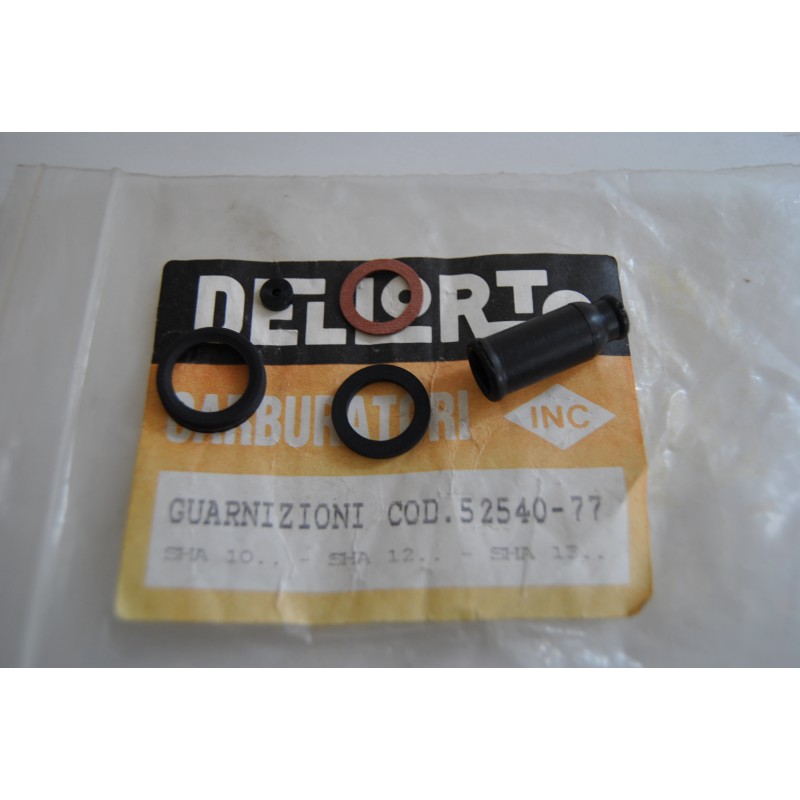 DELLORTO
CARBURATORI
INC
GUARNIZIONI COD.52540-77
SHA 10.. - SHA 12.. - SHA 13..